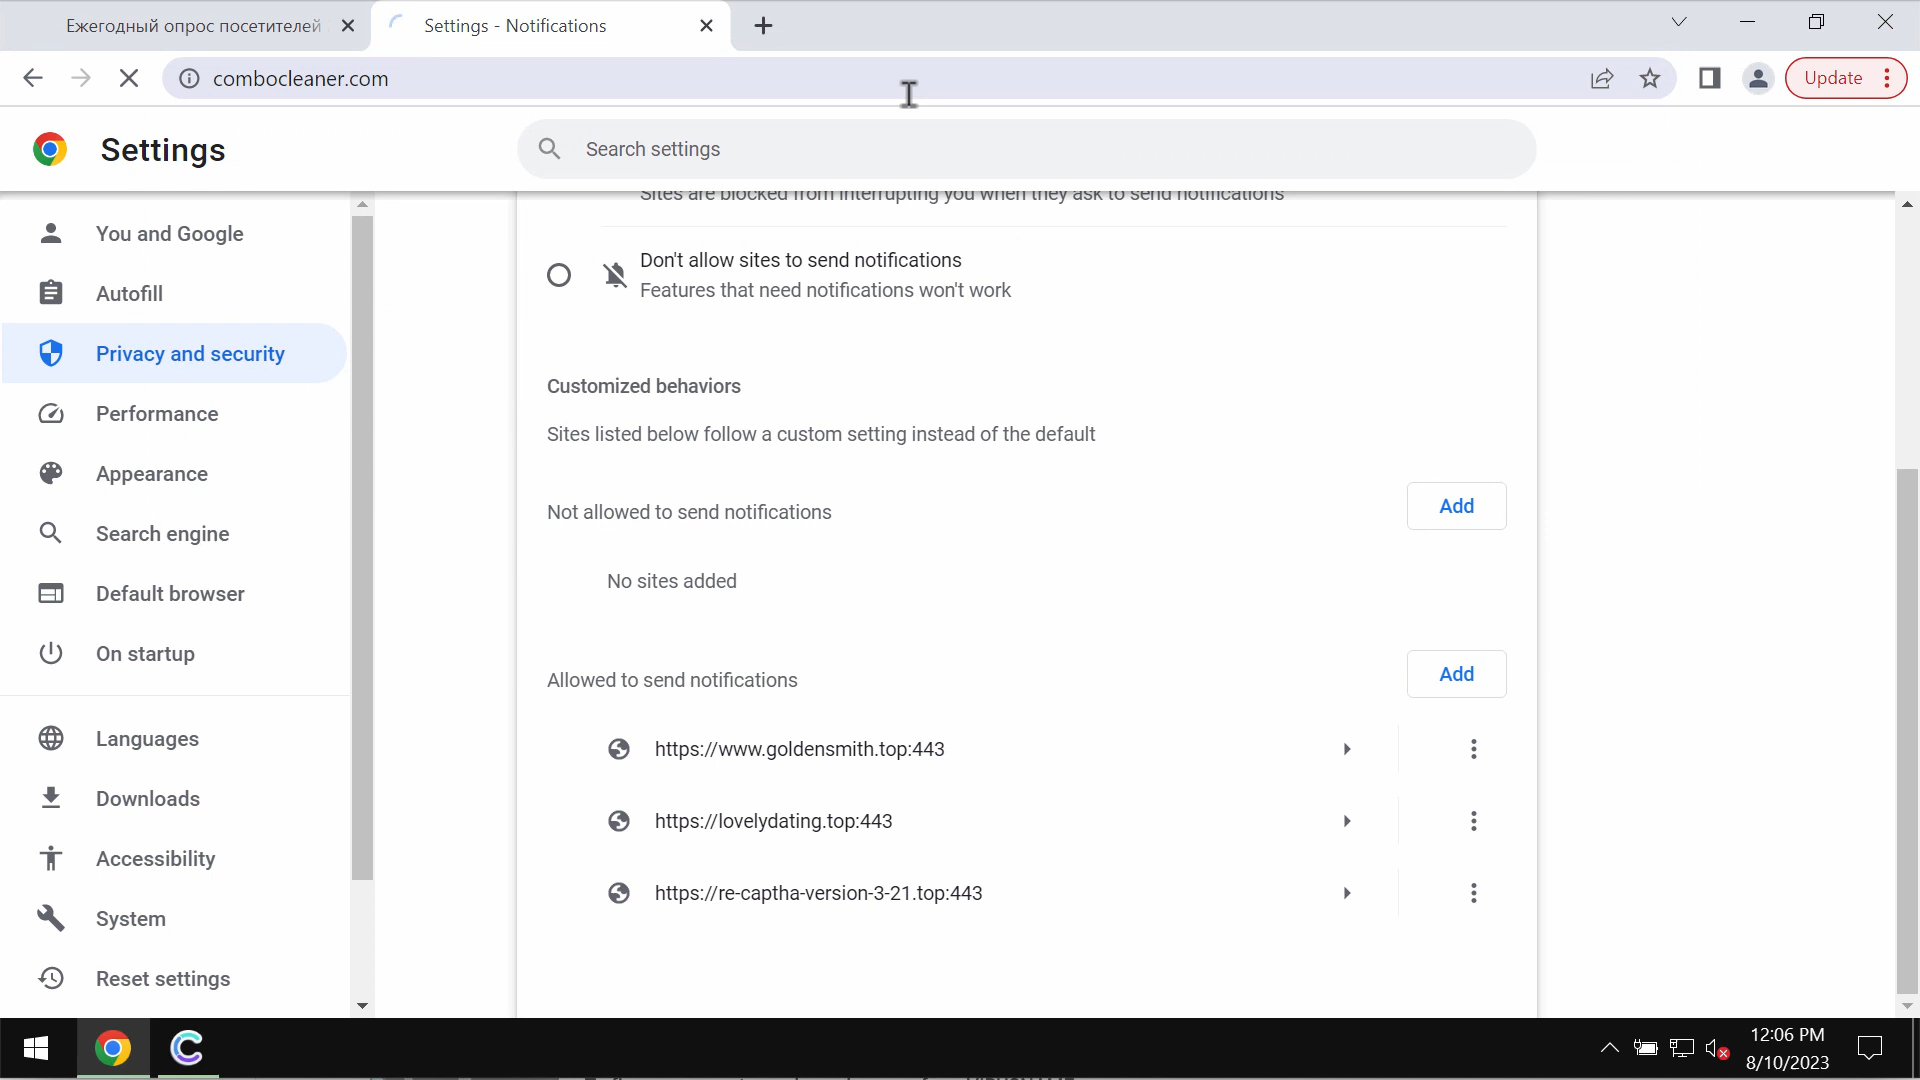 Ежегодный опрос посетителей
Settings - Notifications
combocleaner.com
Update
Settings
Search settings
Sites are blocked from interrupting you when they ask to send notifications
You and Google
Autofill
Privacy and security
Performance
Appearance
Search engine
Default browser
On startup
Languages
Downloads
Accessibility
System
Reset settings
Don't allow sites to send notifications
Features that need notifications won't work
Customized behaviors
Sites listed below follow a custom setting instead of the default
Not allowed to send notifications
Add
No sites added
Allowed to send notifications
Add
https://www.goldensmith.top:443
https://lovelydating.top:443
https://re-captha-version-3-21.top:443
12:06 PM
8/10/2023